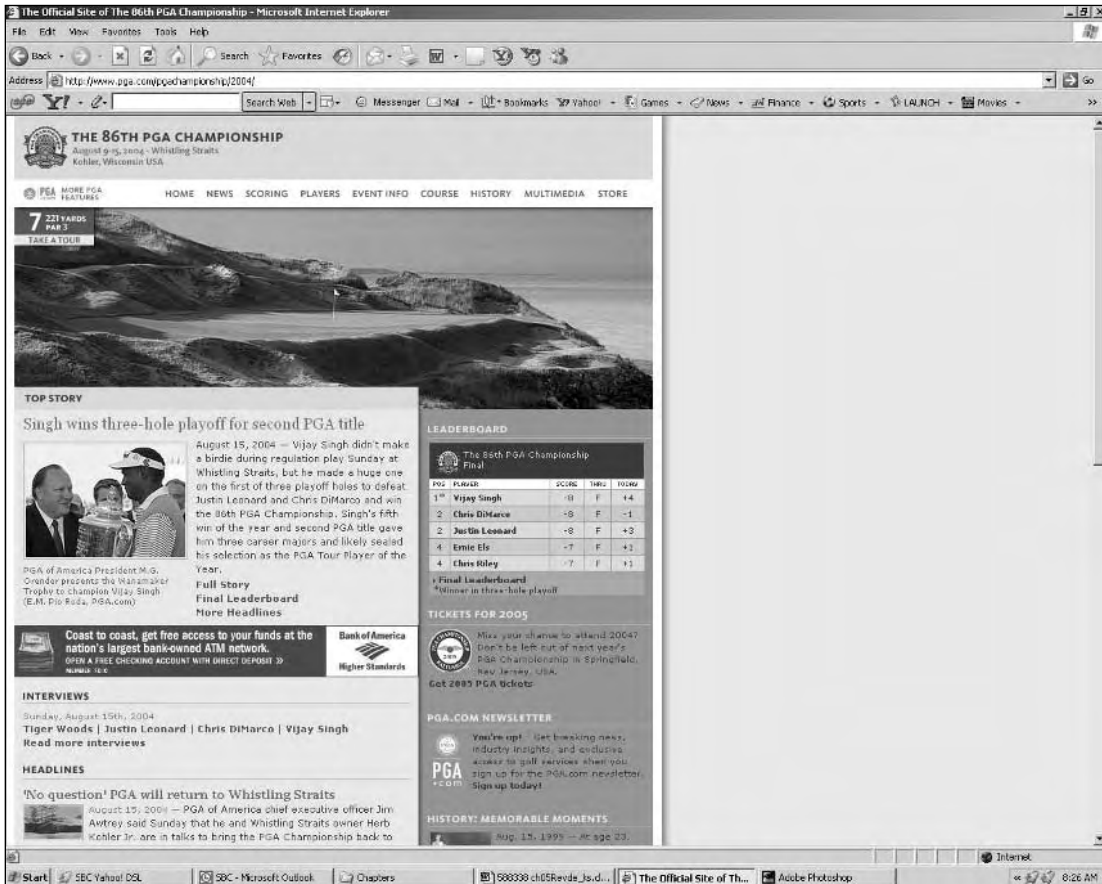 The Official Site of The 86th PGA Championship - Microsoft Internet Explorer
File Edit View Favorites Tools Help
Back Search Favorites
Address http://www.pga.com/pgachampionship/2004/ Go
Y! Search Web Messenger Mail Bookmarks Yahoo! Games News Finance Sports LAUNCH Movies
THE 86TH PGA CHAMPIONSHIP
August 9-15, 2004 - Whistling Straits
Kohler, Wisconsin USA
PGA MORE PGA FEATURES
HOME NEWS SCORING PLAYERS EVENT INFO COURSE HISTORY MULTIMEDIA STORE
7 221 YARDS PAR 3
TAKE A TOUR
TOP STORY
Singh wins three-hole playoff for second PGA title
August 15, 2004 — Vijay Singh didn't make
a birdie during regulation play Sunday at
Whistling Straits, but he made a huge one
on the first of three playoff holes to defeat
Justin Leonard and Chris DiMarco and win
the 86th PGA Championship. Singh's fifth
win of the year and second PGA title gave
him three career majors and likely sealed
his selection as the PGA Tour Player of the
Year.
Full Story
Final Leaderboard
More Headlines
PGA of America President M.G.
Orender presents the Wanamaker
Trophy to champion Vijay Singh
(E.M. Pio Roda, PGA.com)
Coast to coast, get free access to your funds at the
nation's largest bank-owned ATM network.
OPEN A FREE CHECKING ACCOUNT WITH DIRECT DEPOSIT >>
MEMBER FDIC
Bank of America
Higher Standards
INTERVIEWS
Sunday, August 15th, 2004
Tiger Woods | Justin Leonard | Chris DiMarco | Vijay Singh
Read more interviews
HEADLINES
'No question' PGA will return to Whistling Straits
August 15, 2004 — PGA of America chief executive officer Jim
Awtrey said Sunday that he and Whistling Straits owner Herb
Kohler Jr. are in talks to bring the PGA Championship back to
LEADERBOARD
The 86th PGA Championship
Final
POS PLAYER SCORE THRU TODAY
1** Vijay Singh -8 F +4
2 Chris DiMarco -8 F -1
2 Justin Leonard -8 F +3
4 Ernie Els -7 F +1
4 Chris Riley -7 F +1
Final Leaderboard
*Winner in three-hole playoff
TICKETS FOR 2005
Miss your chance to attend 2004?
Don't be left out of next year's
PGA Championship in Springfield,
New Jersey, USA.
Get 2005 PGA tickets
PGA.COM NEWSLETTER
PGA .com
You're up! Get breaking news,
industry insights, and exclusive
access to golf services when you
sign up for the PGA.com newsletter.
Sign up today!
HISTORY: MEMORABLE MOMENTS
Aug. 15, 1995 — At age 23,
Internet
Start SBC Yahoo! DSL SBC - Microsoft Outlook Chapters 588338 ch05Revde_ks.d... The Official Site of Th... Adobe Photoshop 8:26 AM